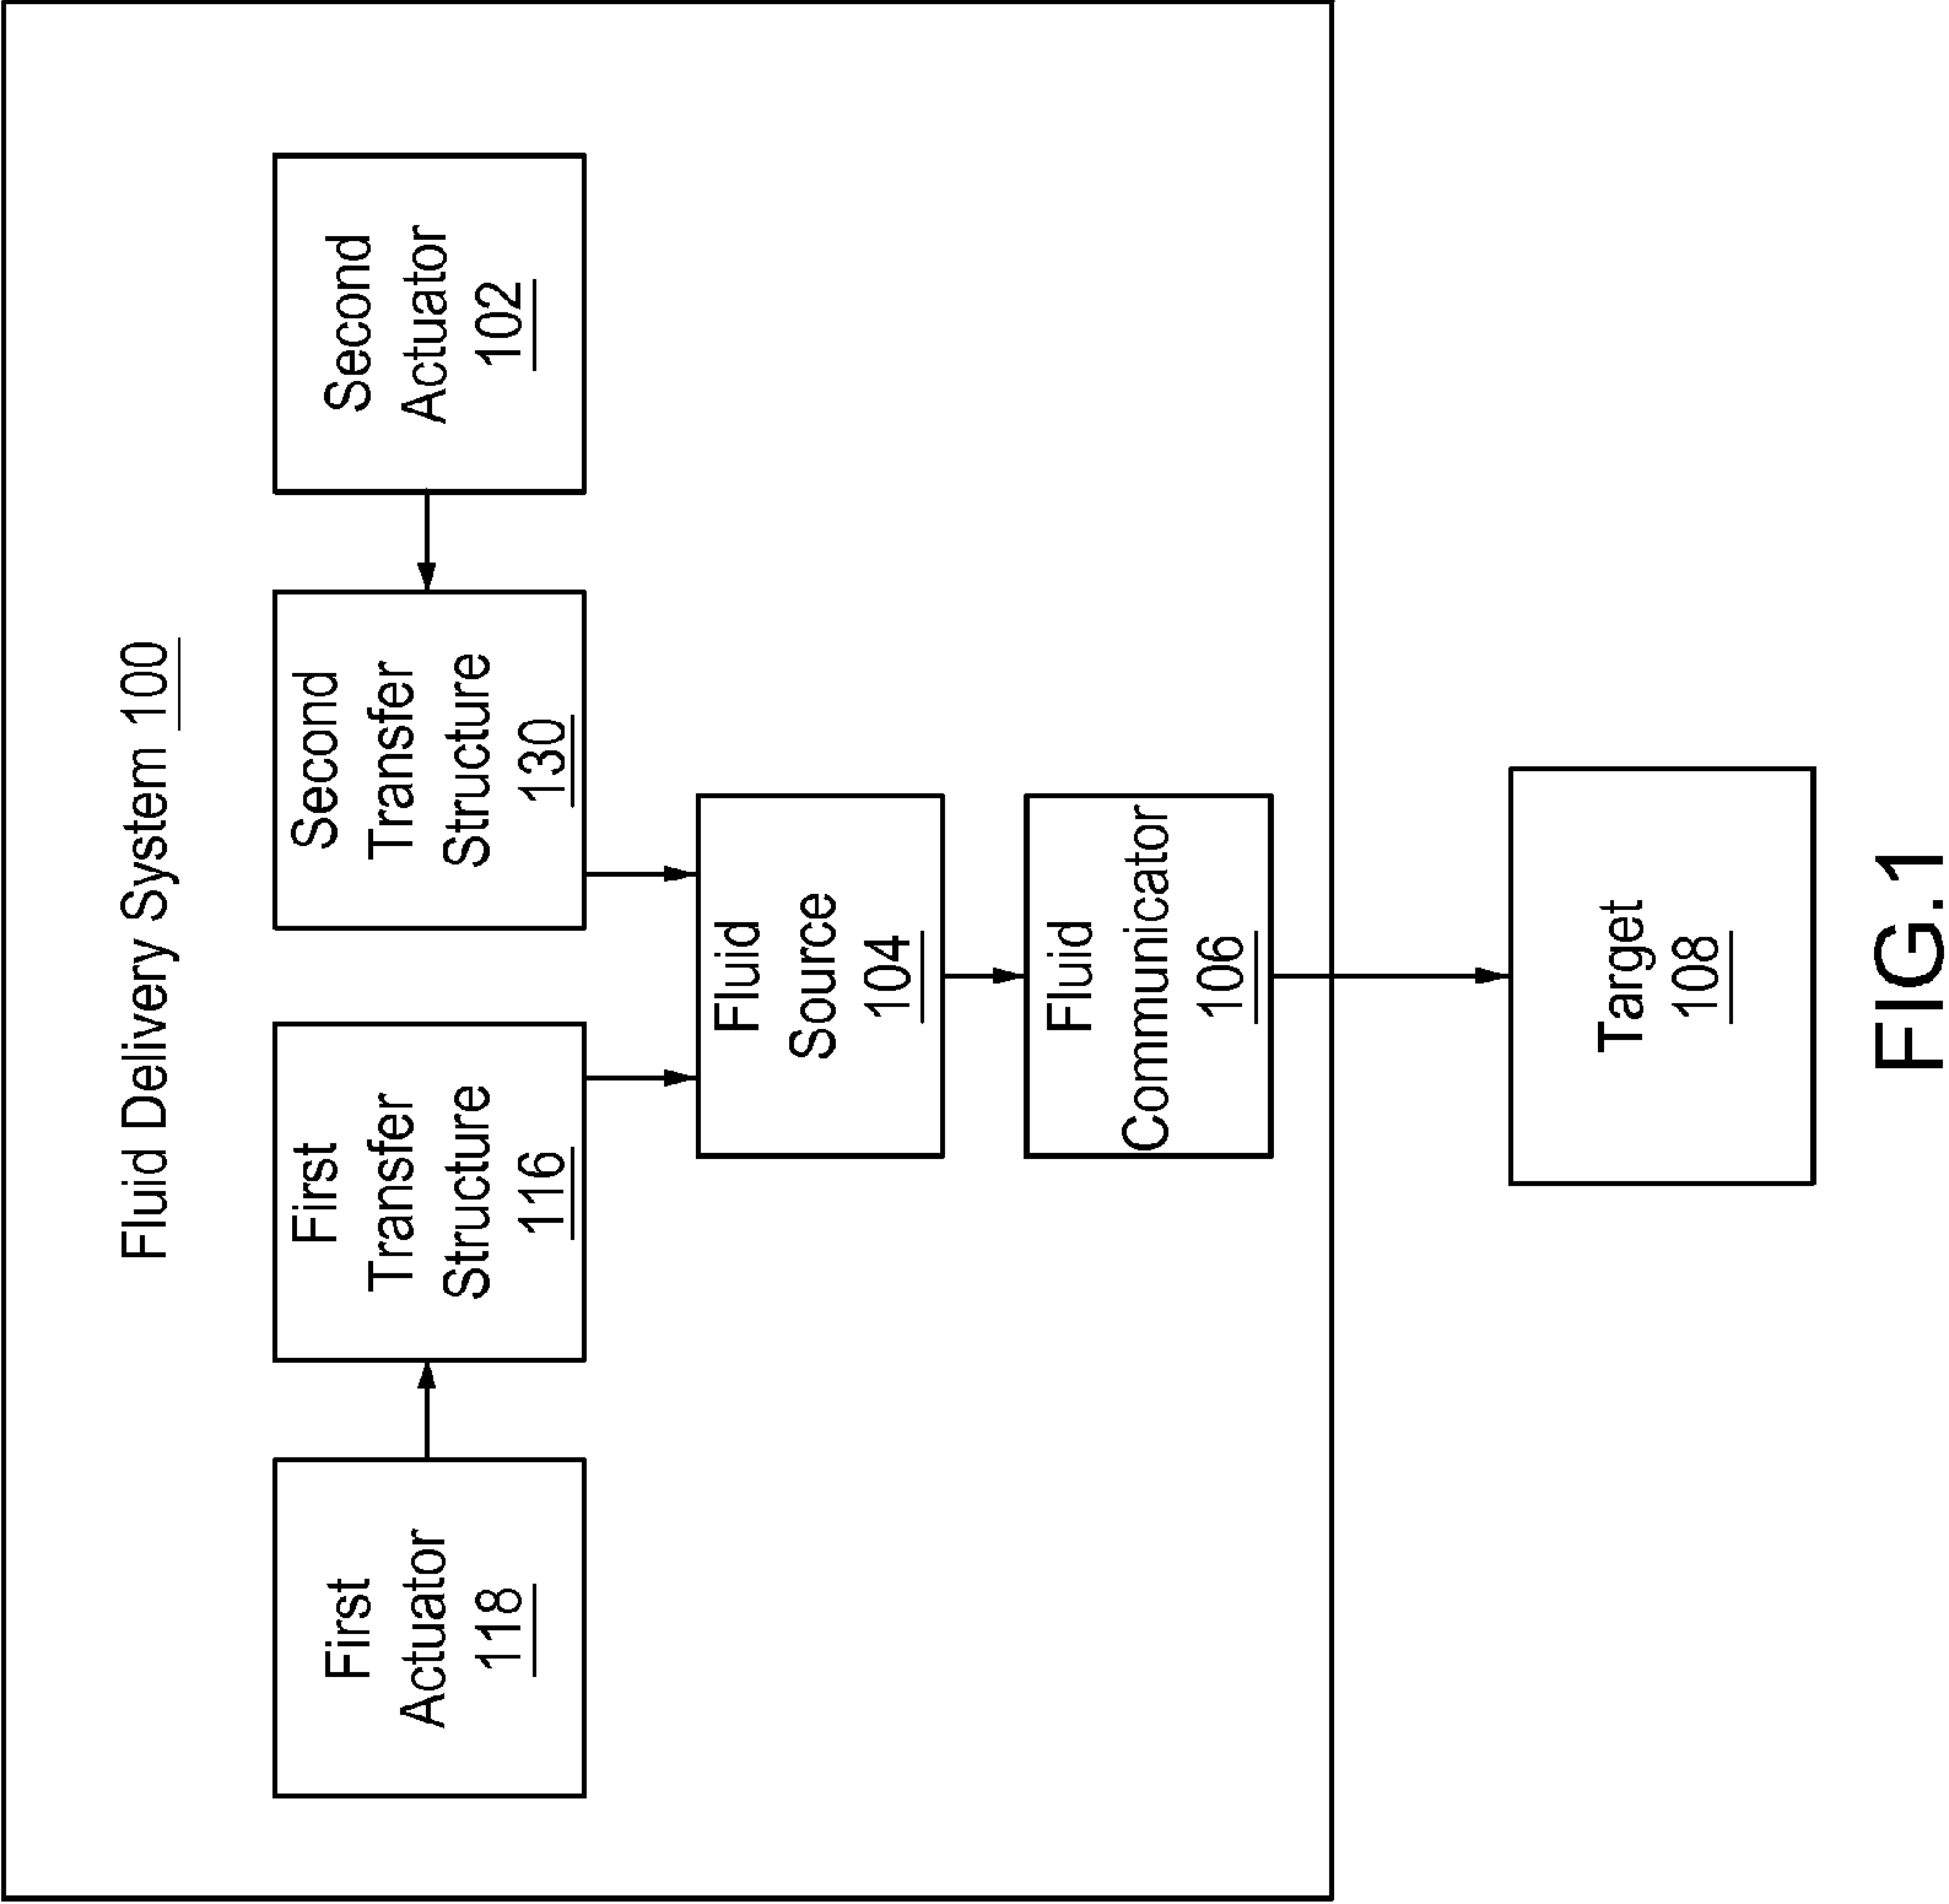 Fluid Delivery System 100
First
Actuator
118
First
Transfer
Structure
116
Second
Transfer
Structure
130
Second
Actuator
102
Fluid
Source
104
Fluid
Communicator
106
Target
108
FIG.1